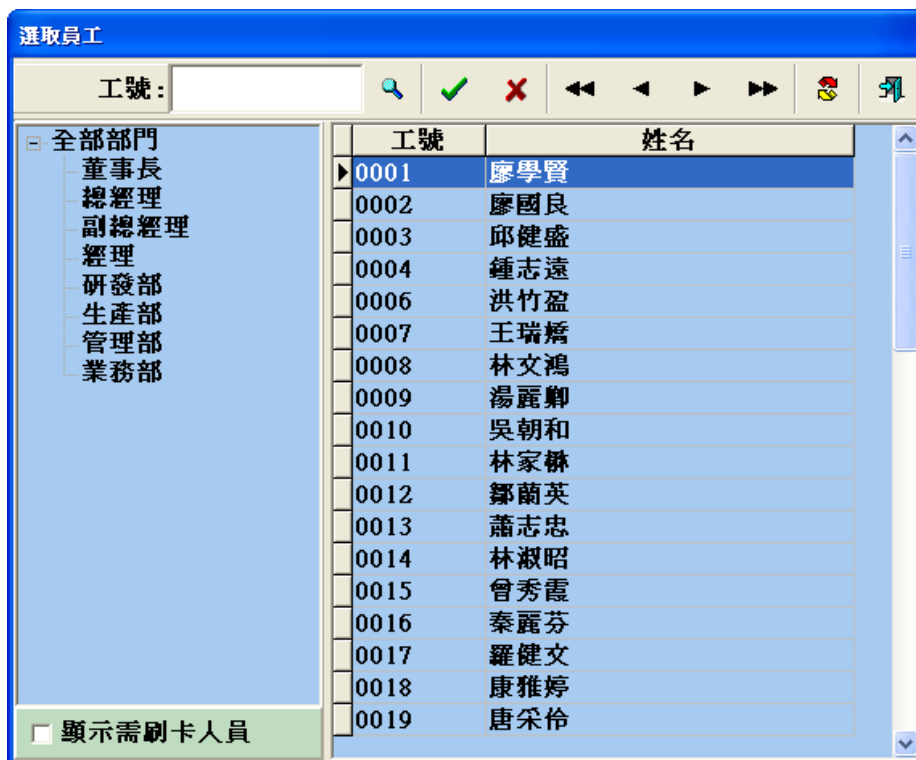 選取員工
工號:
全部部門
董事長
總經理
副總經理
經理
研發部
生產部
管理部
業務部
顯示需刷卡人員
工號 姓名
0001 廖學賢
0002 廖國良
0003 邱健盛
0004 鍾志遠
0006 洪竹盈
0007 王瑞嬌
0008 林文鴻
0009 湯麗卿
0010 吳朝和
0011 林家
0012 鄒蘭英
0013 蕭志忠
0014 林淑昭
0015 曾秀霞
0016 秦麗芬
0017 羅健文
0018 康雅婷
0019 唐采伶